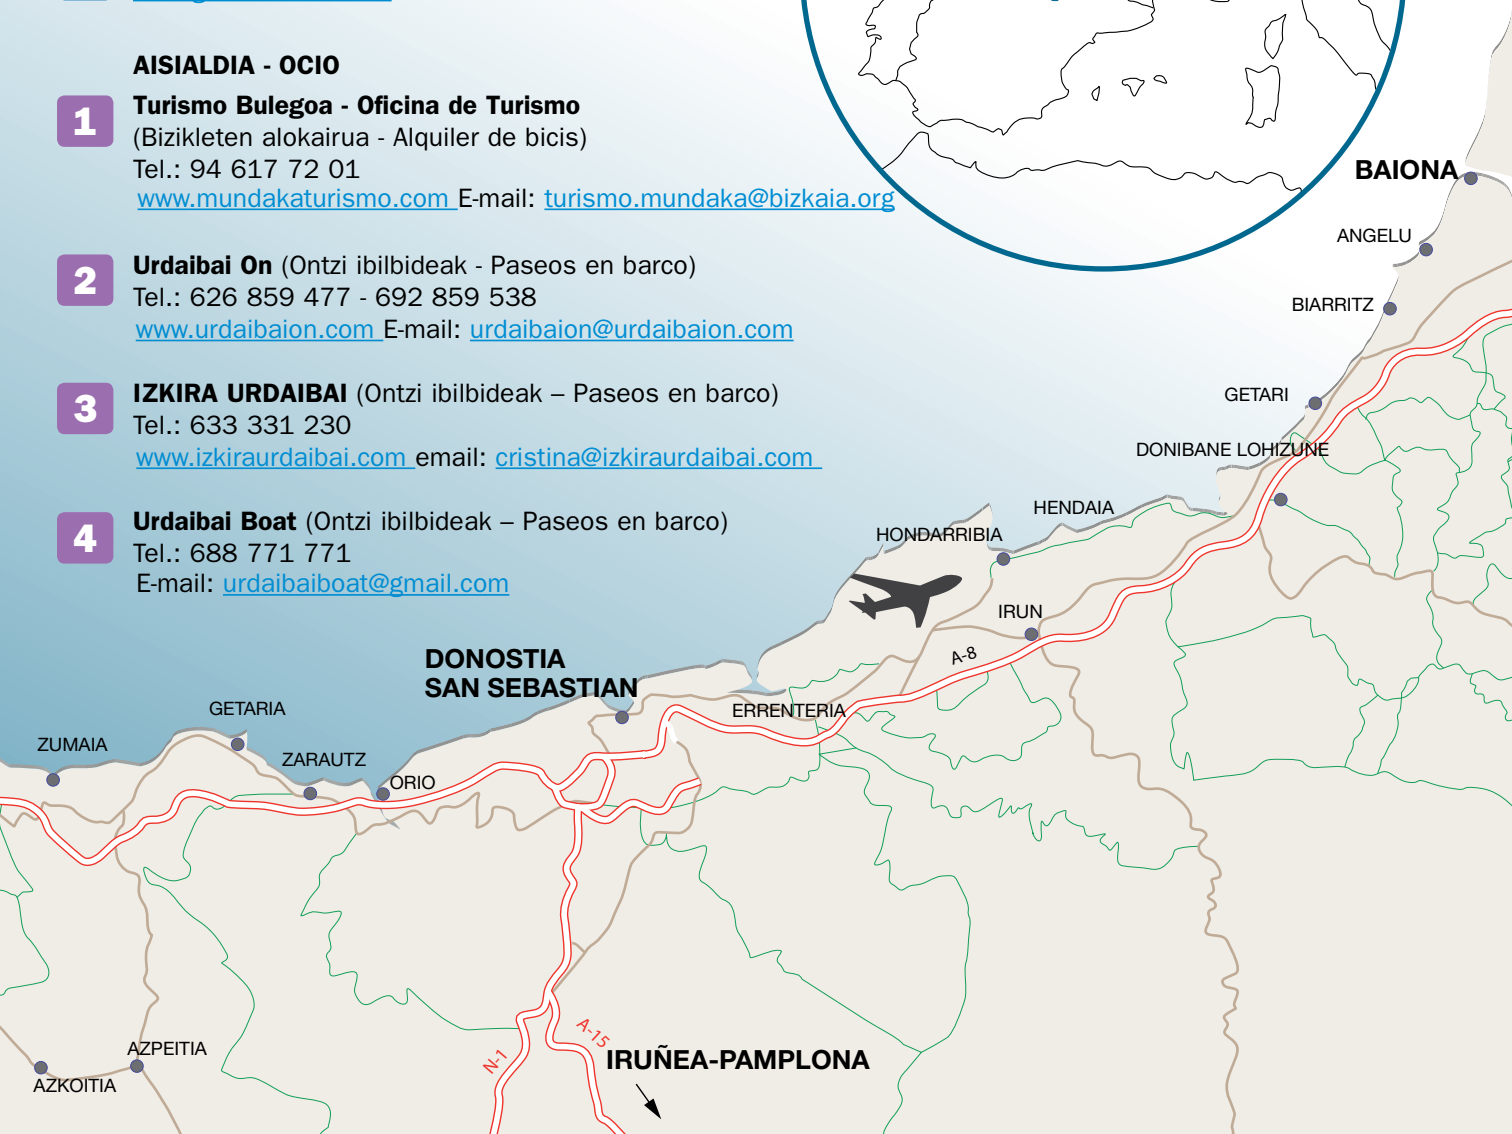 AISIALDIA - OCIO
1
Turismo Bulegoa - Oficina de Turismo
(Bizikleten alokairua - Alquiler de bicis)
Tel.: 94 617 72 01
www.mundakaturismo.com E-mail: turismo.mundaka@bizkaia.org
2
Urdaibai On (Ontzi ibilbideak - Paseos en barco)
Tel.: 626 859 477 - 692 859 538
www.urdaibaion.com E-mail: urdaibaion@urdaibaion.com
3
IZKIRA URDAIBAI (Ontzi ibilbideak – Paseos en barco)
Tel.: 633 331 230
www.izkiraurdaibai.com email: cristina@izkiraurdaibai.com
4
Urdaibai Boat (Ontzi ibilbideak – Paseos en barco)
Tel.: 688 771 771
E-mail: urdaibaiboat@gmail.com
BAIONA
ANGELU
BIARRITZ
GETARI
DONIBANE LOHIZUNE
HENDAIA
HONDARRIBIA
IRUN
A-8
DONOSTIA
SAN SEBASTIAN
ERRENTERIA
GETARIA
ZUMAIA
ZARAUTZ
ORIO
A-15
N-1
IRUÑEA-PAMPLONA
AZPEITIA
AZKOITIA